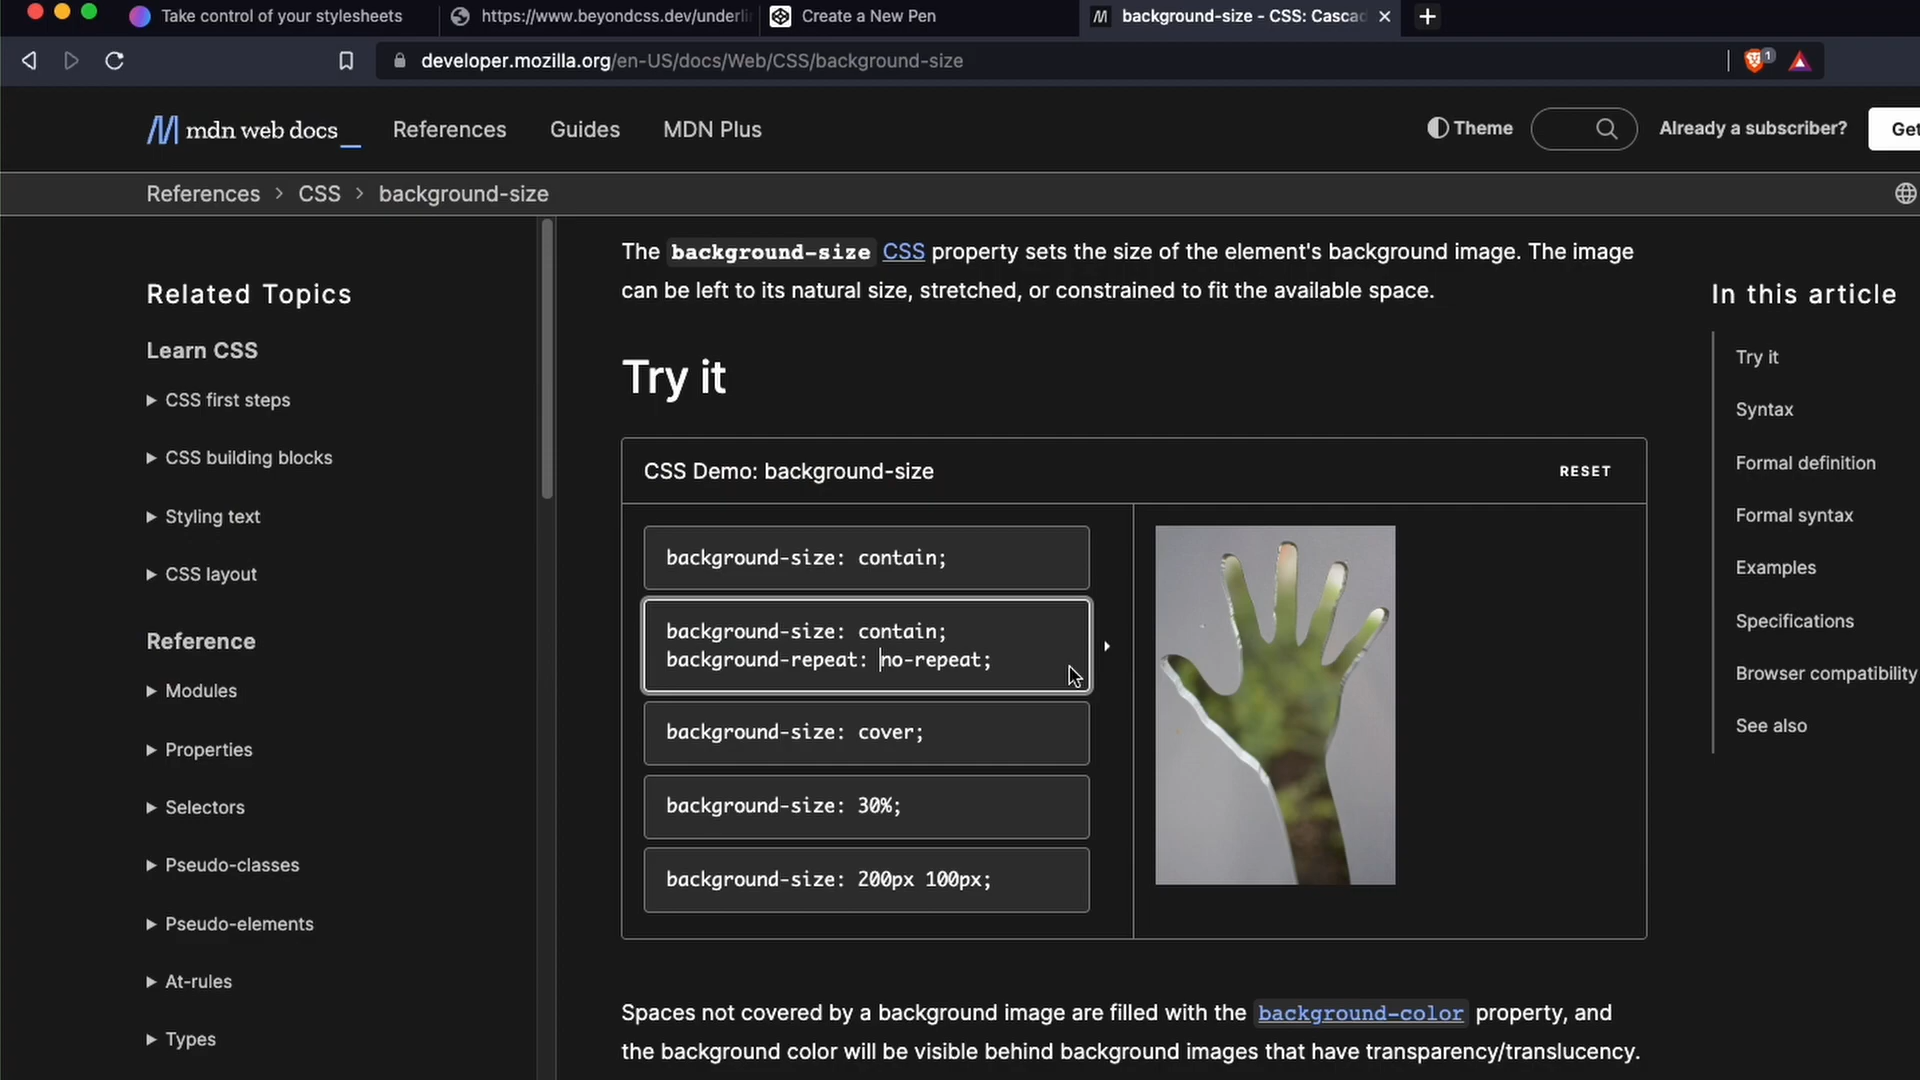 Take control of your stylesheets
https://www.beyondcss.dev/underli
Create a New Pen
background-size - CSS: Cascad
developer.mozilla.org/en-US/docs/Web/CSS/background-size
1
mdn web docs_
References
Guides
MDN Plus
Theme
Already a subscriber?
Get
References > CSS > background-size
Related Topics
Learn CSS
CSS first steps
CSS building blocks
Styling text
CSS layout
Reference
Modules
Properties
Selectors
Pseudo-classes
Pseudo-elements
At-rules
Types
The background-size CSS property sets the size of the element's background image. The image
can be left to its natural size, stretched, or constrained to fit the available space.
Try it
CSS Demo: background-size
RESET
background-size: contain;
background-size: contain;
background-repeat: no-repeat;
background-size: cover;
background-size: 30%;
background-size: 200px 100px;
Spaces not covered by a background image are filled with the background-color property, and
the background color will be visible behind background images that have transparency/translucency.
In this article
Try it
Syntax
Formal definition
Formal syntax
Examples
Specifications
Browser compatibility
See also